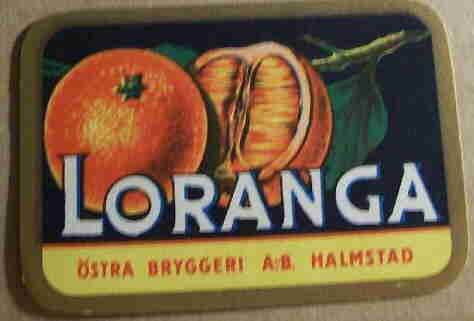 LORANGA
ÖSTRA BRYGGERI A.-B. HALMSTAD